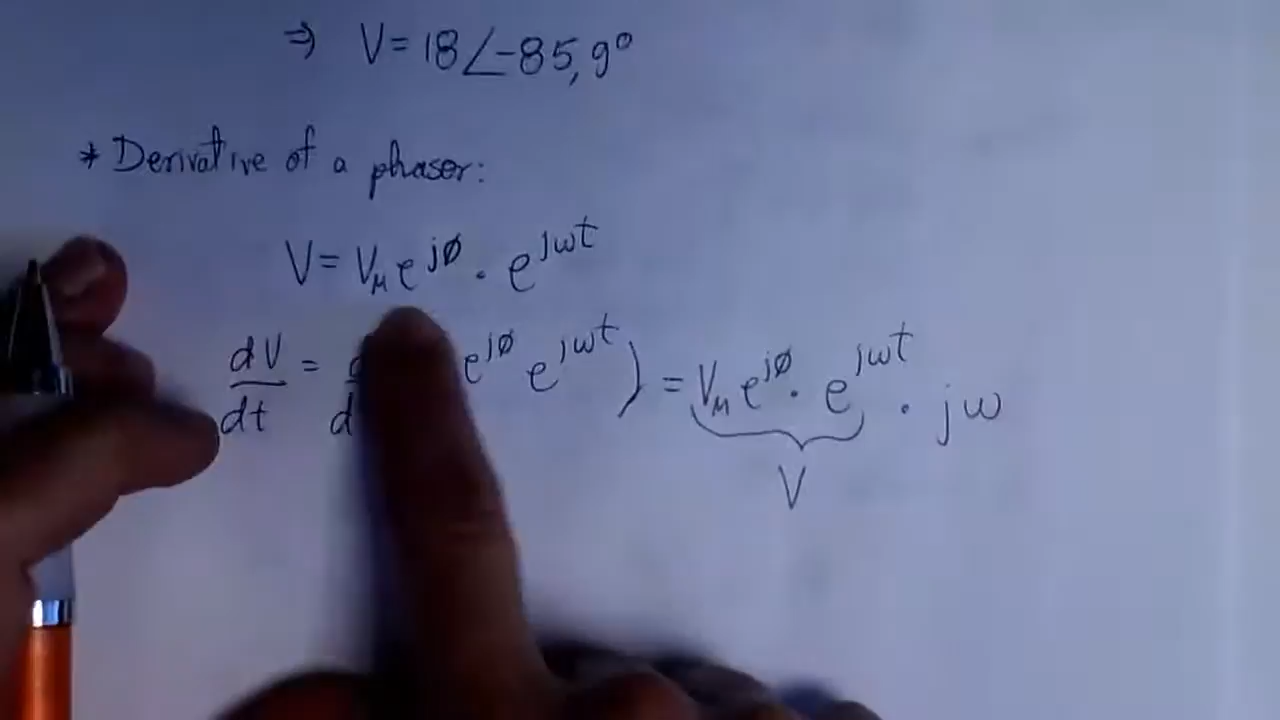 ⇒ V=18∠-85,9°
* Derivative of a phasor:
V = V_M e^{jø} . e^{jωt}
dV/dt = d e^{jø} e^{jωt} ) = V_M e^{jø} . e^{jωt} . jω
V